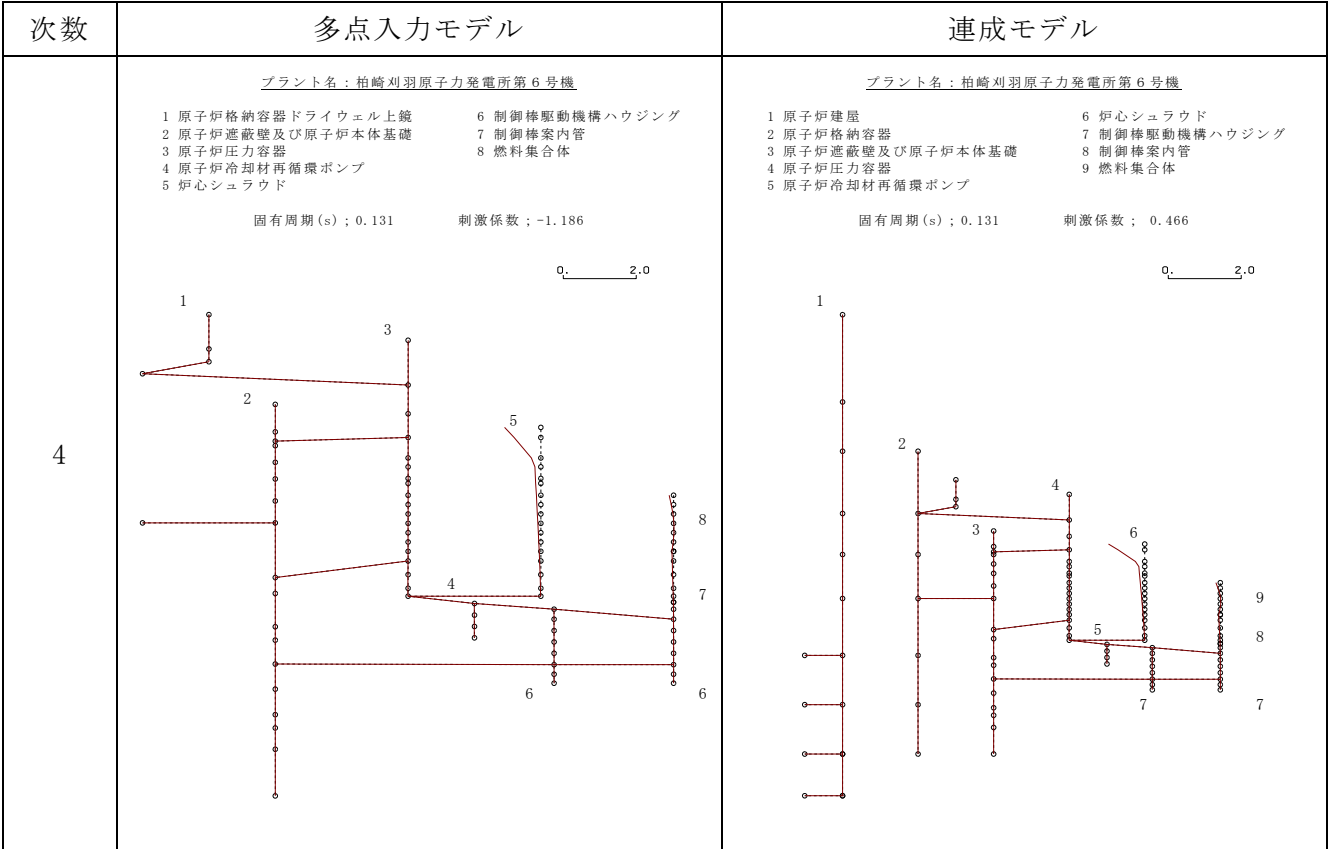 次数 多点入力モデル 連成モデル
4
プラント名：柏崎刈羽原子力発電所第6号機
1 原子炉格納容器ドライウェル上鏡 6 制御棒駆動機構ハウジング
2 原子炉遮蔽壁及び原子炉本体基礎 7 制御棒案内管
3 原子炉圧力容器 8 燃料集合体
4 原子炉冷却材再循環ポンプ
5 炉心シュラウド
固有周期(s)；0.131 刺激係数；-1.186
0. 2.0
1
3
2
5
8
4
7
6 6
プラント名：柏崎刈羽原子力発電所第6号機
1 原子炉建屋 6 炉心シュラウド
2 原子炉格納容器 7 制御棒駆動機構ハウジング
3 原子炉遮蔽壁及び原子炉本体基礎 8 制御棒案内管
4 原子炉圧力容器 9 燃料集合体
5 原子炉冷却材再循環ポンプ
固有周期(s)；0.131 刺激係数； 0.466
0. 2.0
1
2
4
3 6
9
5 8
7 7